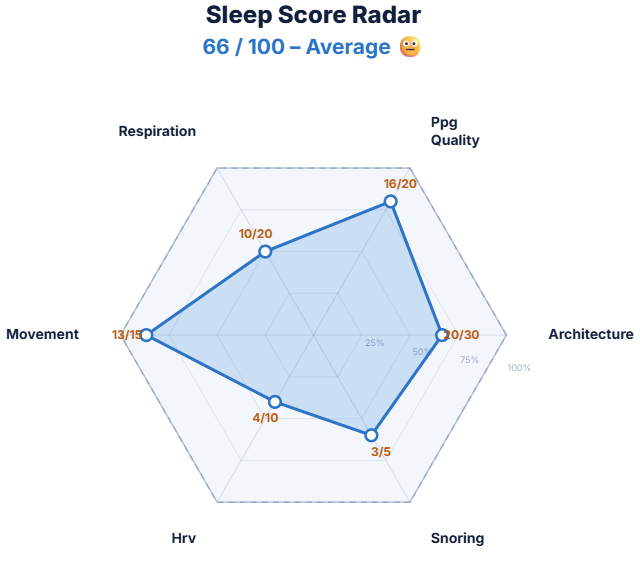 Sleep Score Radar
66 / 100 – Average 😐
Respiration
Ppg
Quality
16/20
10/20
Movement
13/15
20/30
Architecture
25%
50%
75%
100%
4/10
3/5
Hrv
Snoring